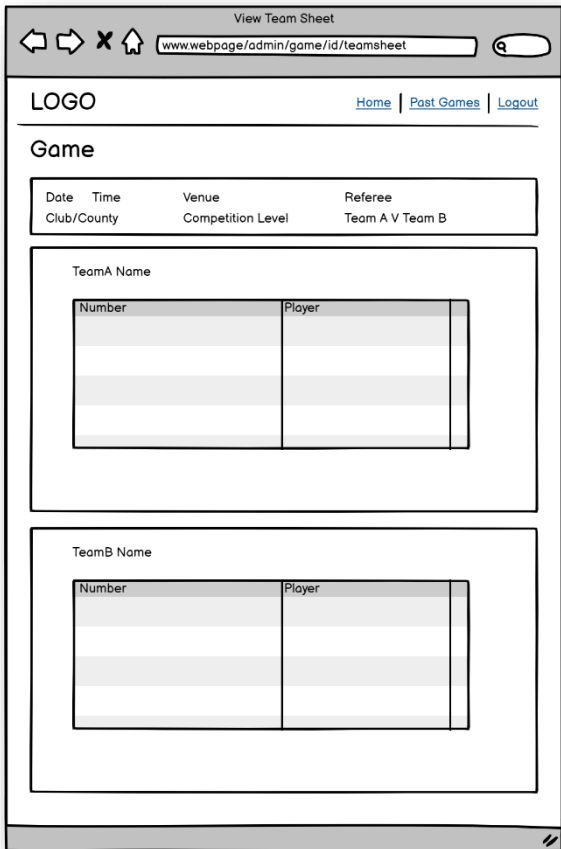 View Team Sheet
www.webpage/admin/game/id/teamsheet
LOGO
Home Past Games Logout
Game
Date Time Venue Referee
Club/County Competition Level Team A V Team B
TeamA Name
Number Player
TeamB Name
Number Player